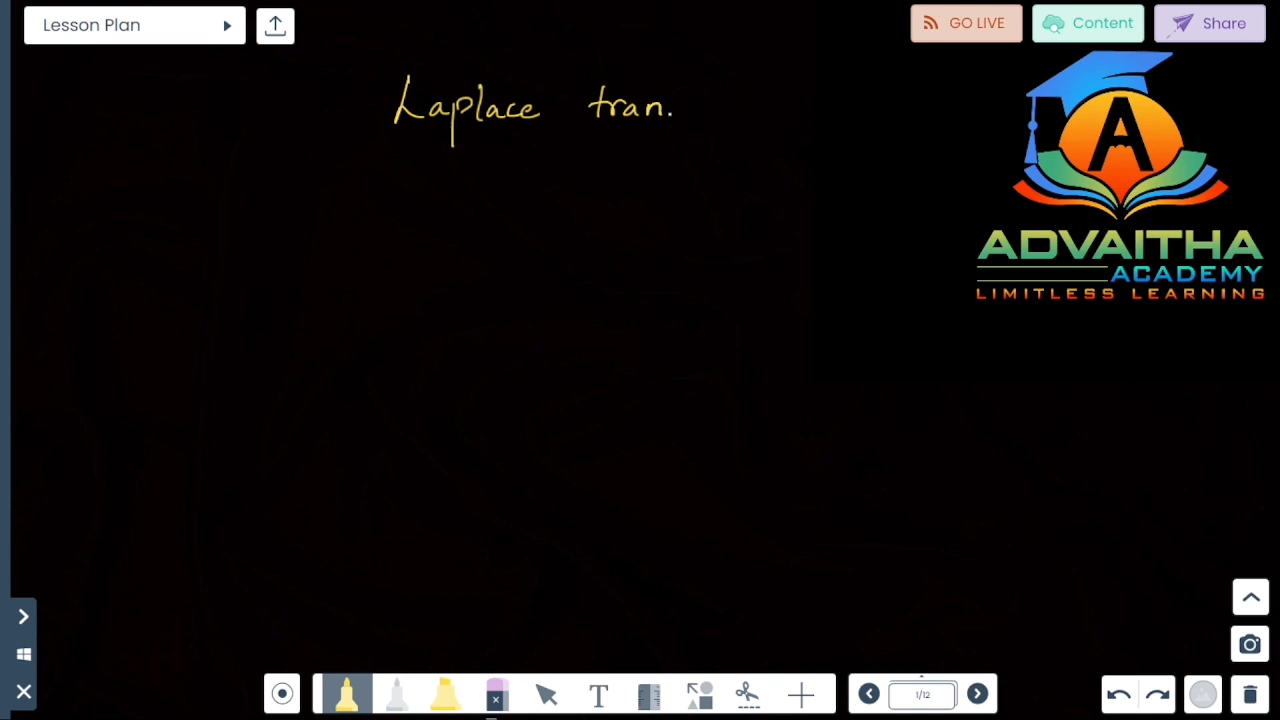 Lesson Plan
GO LIVE
Content
Share
Laplace tran.
A
ADVAITHA
ACADEMY
LIMITLESS LEARNING
T
1/12